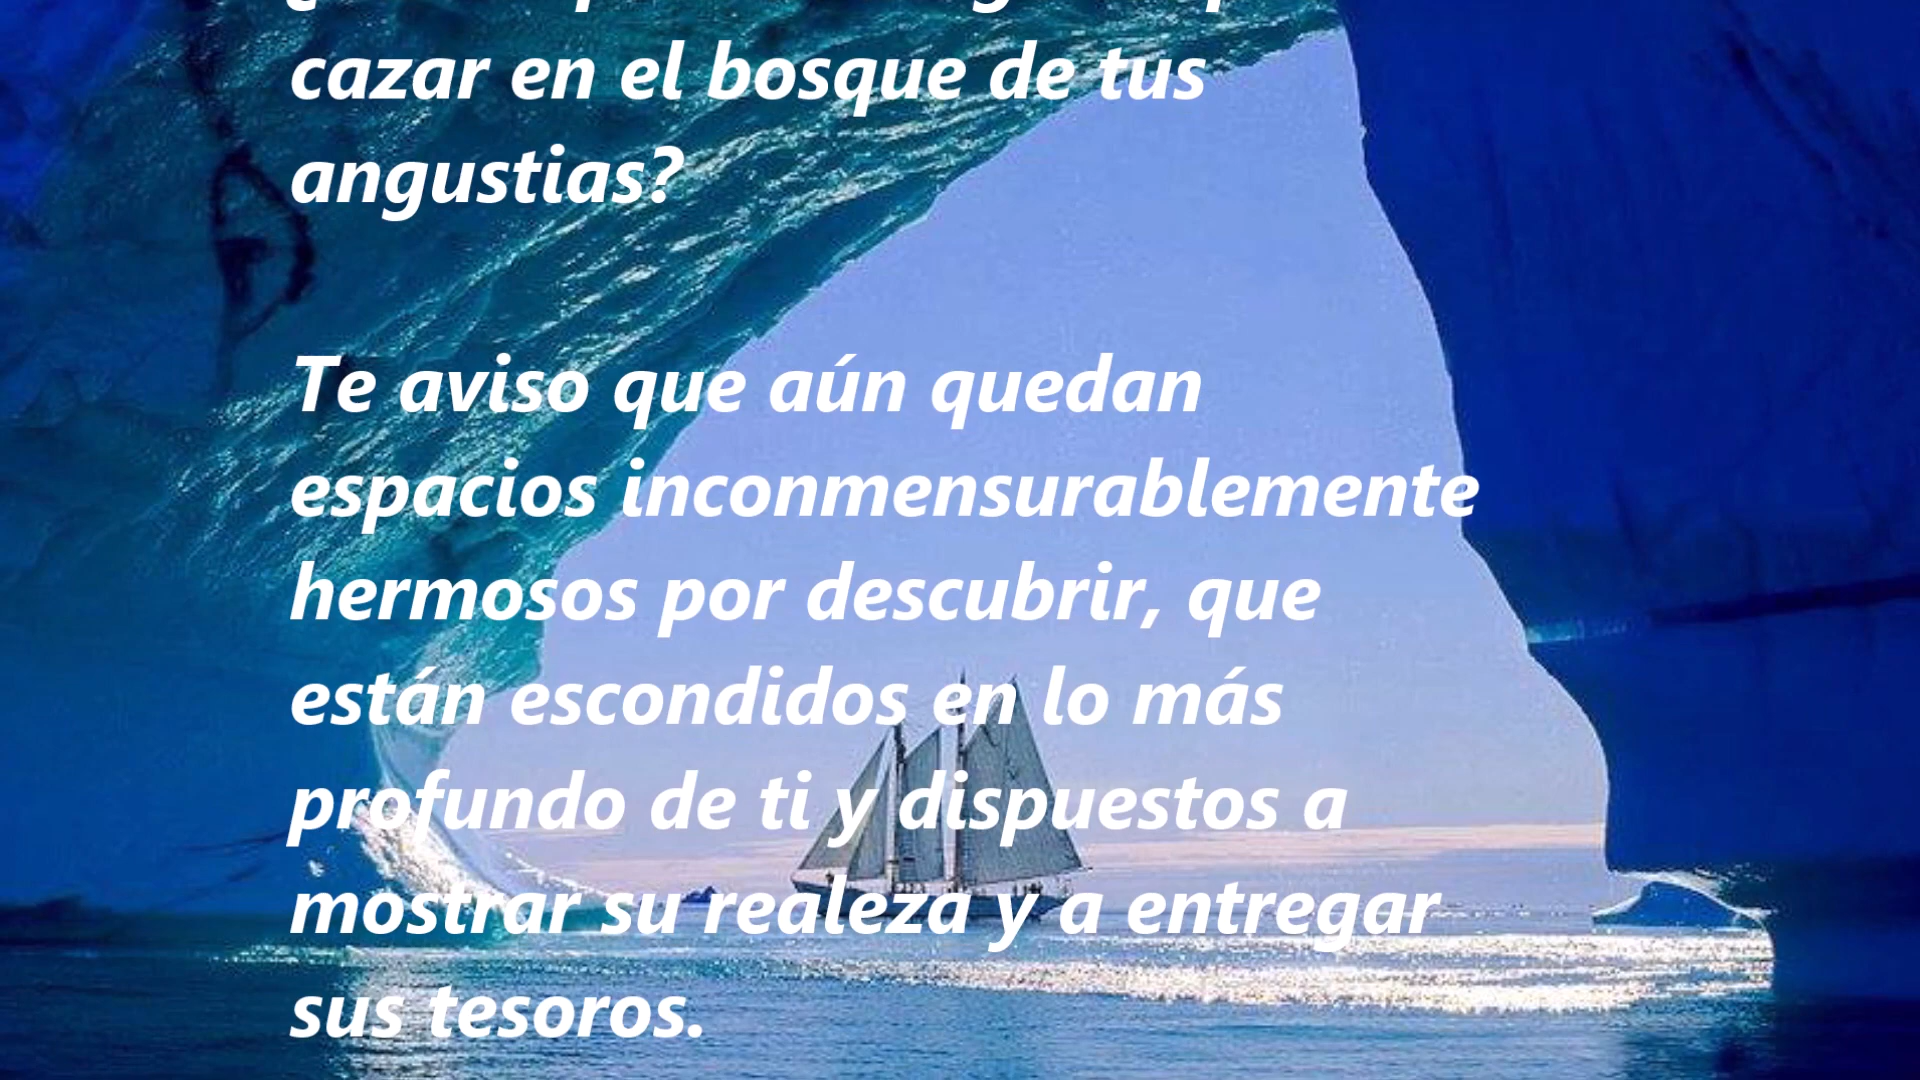 cazar en el bosque de tus
angustias?
Te aviso que aún quedan
espacios inconmensurablemente
hermosos por descubrir, que
están escondidos en lo más
profundo de ti y dispuestos a
mostrar su realeza y a entregar
sus tesoros.